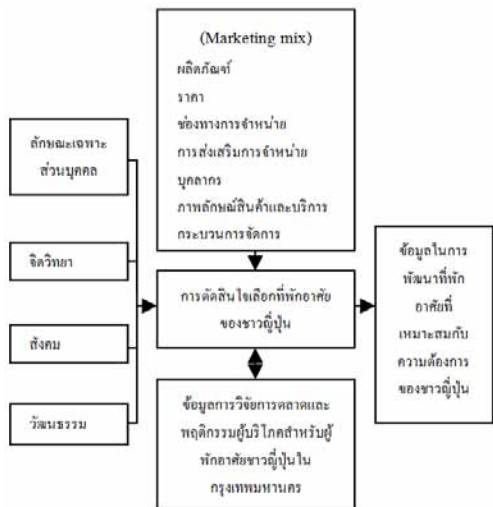 (Marketing mix)
ผลิตภัณฑ์
ราคา
ช่องทางการจำหน่าย
การส่งเสริมการจำหน่าย
บุคลากร
ภาพลักษณ์สินค้าและบริการ
กระบวนการจัดการ
ลักษณะเฉพาะ
ส่วนบุคคล
จิตวิทยา
สังคม
วัฒนธรรม
การตัดสินใจเลือกที่พักอาศัย
ของชาวญี่ปุ่น
ข้อมูลการวิจัยการตลาดและ
พฤติกรรมผู้บริโภคสำหรับผู้
พักอาศัยชาวญี่ปุ่นใน
กรุงเทพมหานคร
ข้อมูลในการ
พัฒนาที่พัก
อาศัยที่
เหมาะสมกับ
ความต้องการ
ของชาวญี่ปุ่น